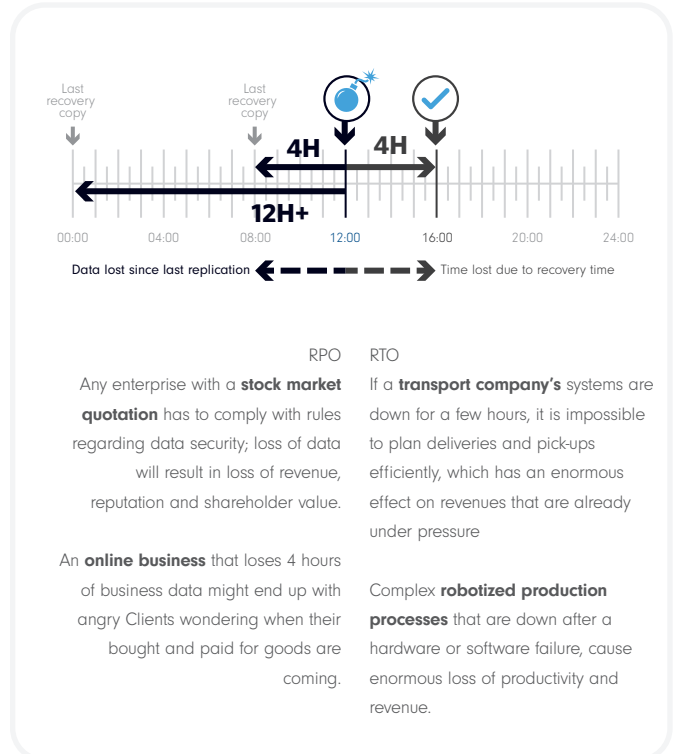 Last
recovery
copy
Last
recovery
copy
4H
4H
12H+
00:00
04:00
08:00
12:00
16:00
20:00
24:00
Data lost since last replication
Time lost due to recovery time
RPO
Any enterprise with a stock market
quotation has to comply with rules
regarding data security; loss of data
will result in loss of revenue,
reputation and shareholder value.
An online business that loses 4 hours
of business data might end up with
angry Clients wondering when their
bought and paid for goods are
coming.
RTO
If a transport company’s systems are
down for a few hours, it is impossible
to plan deliveries and pick-ups
efficiently, which has an enormous
effect on revenues that are already
under pressure
Complex robotized production
processes that are down after a
hardware or software failure, cause
enormous loss of productivity and
revenue.